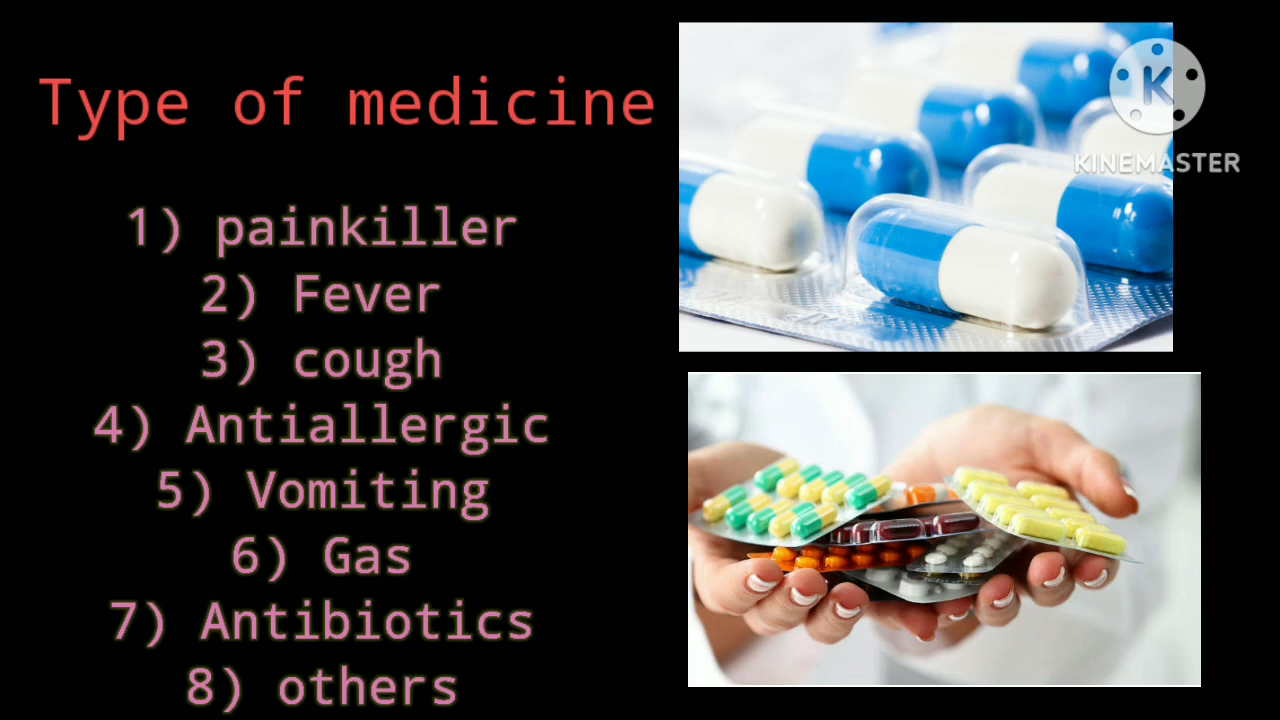 Type of medicine
1) painkiller
2) Fever
3) cough
4) Antiallergic
5) Vomiting
6) Gas
7) Antibiotics
8) others
K
KINEMASTER